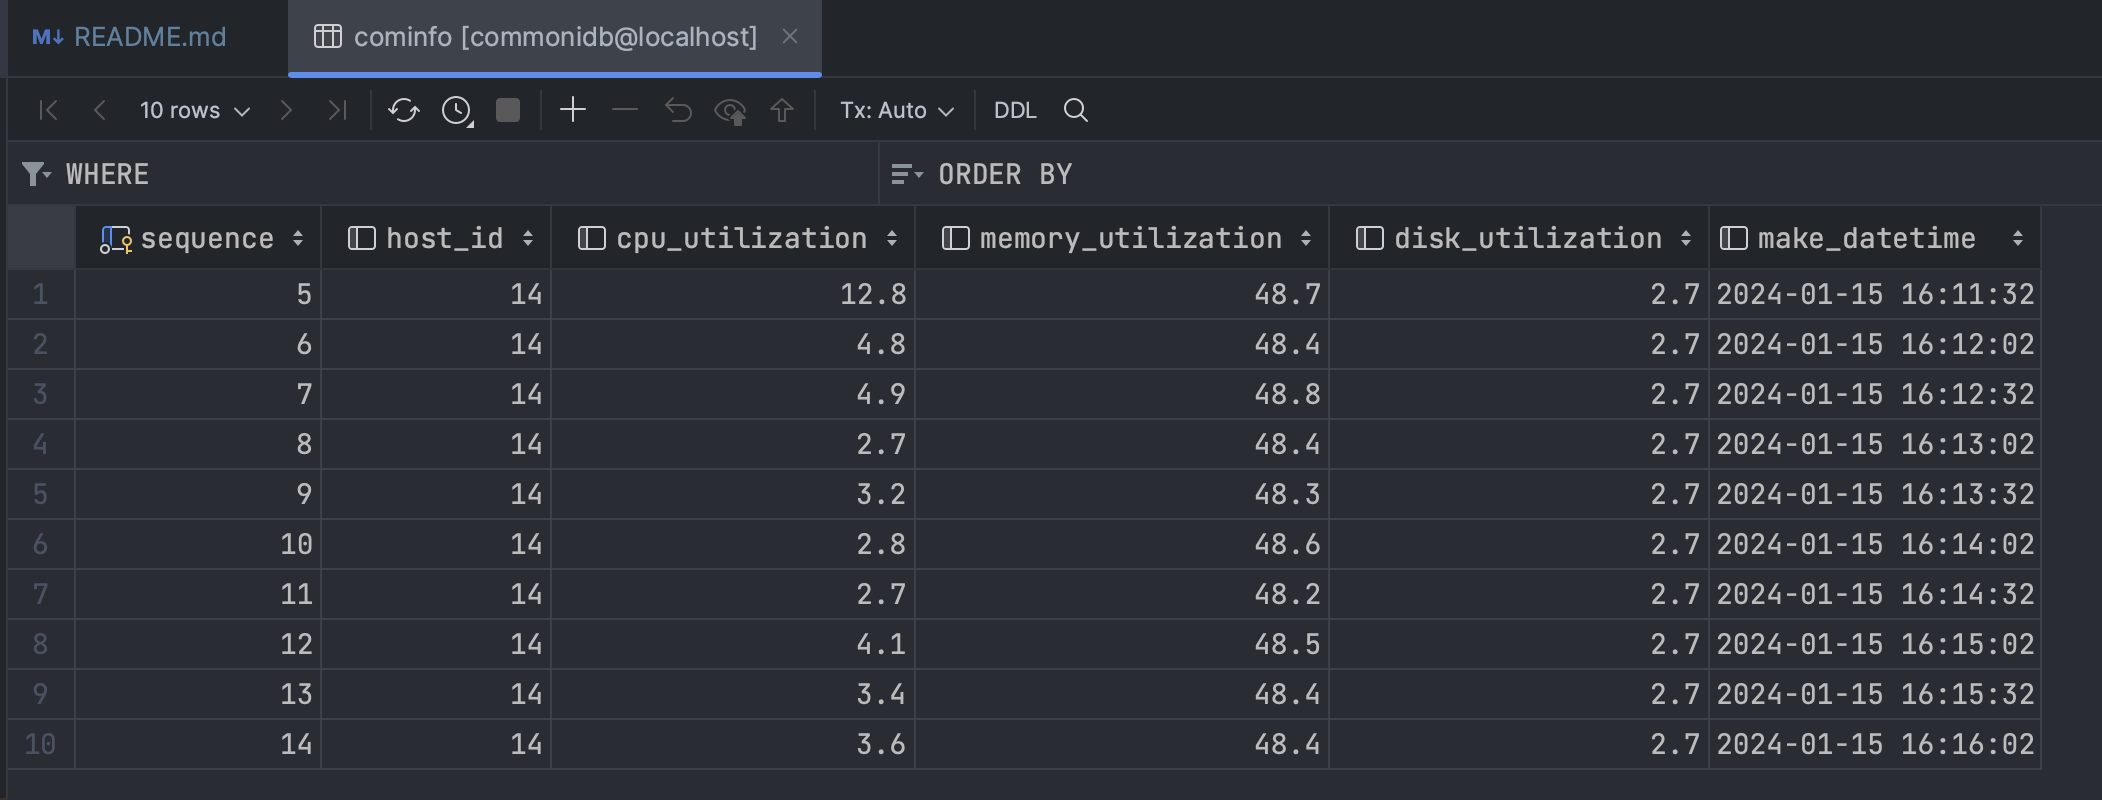 M↓ README.md cominfo [commonidb@localhost] ×
10 rows Tx: Auto DDL
WHERE ORDER BY
sequence host_id cpu_utilization memory_utilization disk_utilization make_datetime
1 5 14 12.8 48.7 2.7 2024-01-15 16:11:32
2 6 14 4.8 48.4 2.7 2024-01-15 16:12:02
3 7 14 4.9 48.8 2.7 2024-01-15 16:12:32
4 8 14 2.7 48.4 2.7 2024-01-15 16:13:02
5 9 14 3.2 48.3 2.7 2024-01-15 16:13:32
6 10 14 2.8 48.6 2.7 2024-01-15 16:14:02
7 11 14 2.7 48.2 2.7 2024-01-15 16:14:32
8 12 14 4.1 48.5 2.7 2024-01-15 16:15:02
9 13 14 3.4 48.4 2.7 2024-01-15 16:15:32
10 14 14 3.6 48.4 2.7 2024-01-15 16:16:02